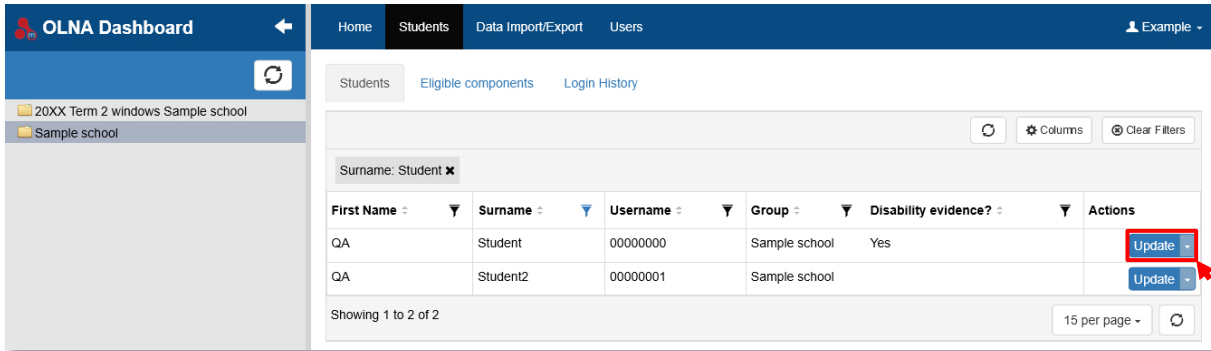 OLNA Dashboard
Home Students Data Import/Export Users Example
Students Eligible components Login History
20XX Term 2 windows Sample school
Sample school
Columns Clear Filters
Surname: Student
First Name Surname Username Group Disability evidence? Actions
QA Student 00000000 Sample school Yes Update
QA Student2 00000001 Sample school Update
Showing 1 to 2 of 2
15 per page